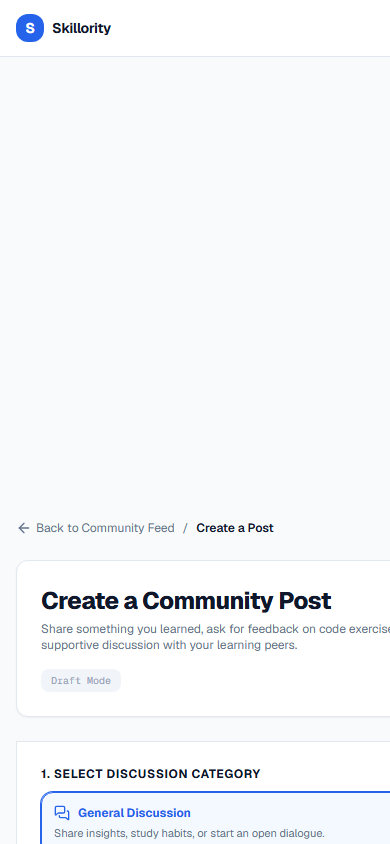 S Skillority
Back to Community Feed / Create a Post
Create a Community Post
Share something you learned, ask for feedback on code exercise
supportive discussion with your learning peers.
Draft Mode
1. SELECT DISCUSSION CATEGORY
General Discussion
Share insights, study habits, or start an open dialogue.